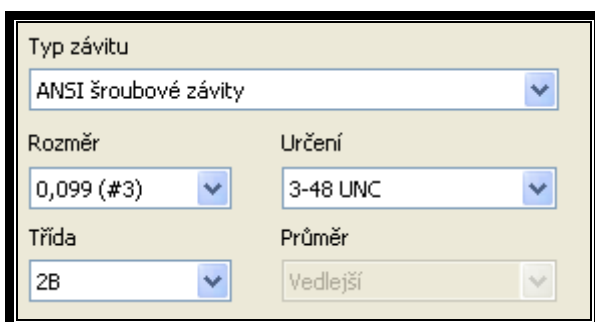 Typ závitu
ANSI šroubové závity
Rozměr Určení
0,099 (#3) 3-48 UNC
Třída Průměr
2B Vedlejší